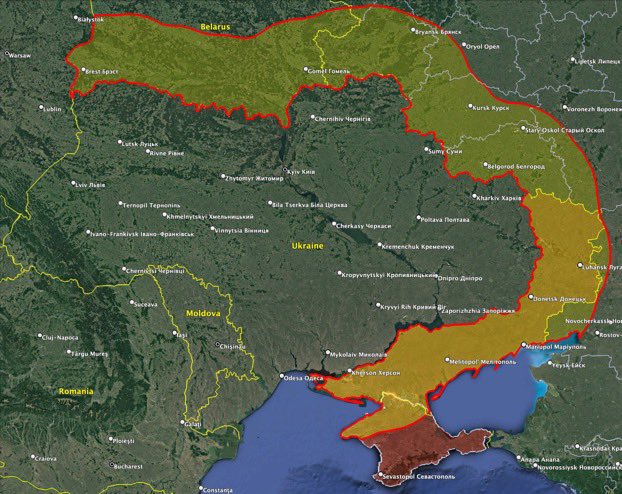 Białystok
Belarus
Bryansk Брянск
Oryol Орёл
Warsaw
Lipetsk Липецк
Brest Брэст
Gomel Гомель
Lublin
Kursk Курск
Voronezh Воронеж
Chernihiv Чернігів
Stary-Oskol Старый Оскол
Lutsk Луцьк
Rivne Рівне
Sumy Суми
Belgorod Белгород
Kyiv Київ
Zhytomyr Житомир
Lviv Львів
Kharkiv Харків
Ternopil Тернопіль
Bila Tserkva Біла Церква
Khmelnytskyi Хмельницький
Poltava Полтава
Cherkasy Черкаси
Vinnytsia Вінниця
Ivano-Frankivsk Івано-Франківськ
Ukraine
Kremenchuk Кременчук
Luhansk Луга
Chernivtsi Чернівці
Kropyvnytskyi Кропивницький
Dnipro Дніпро
Donetsk Донецьк
Suceava
Kryvyi Rih Кривий Ріг
Zaporizhzhia Запоріжжя
Moldova
Novocherkassk Но
Iași
Cluj-Napoca
Chișinău
Rostov-
Mariupol Маріуполь
Târgu Mureș
Mykolaiv Миколаїв
Melitopol' Мелітополь
Yeysk Ейск
Kherson Херсон
Odesa Одеса
Romania
Galați
Ploiești
Krasnodar Кра
Craiova
Bucharest
Anapa Анапа
Novorossiysk Новороссийск
Sevastopol Севастополь
Constanța